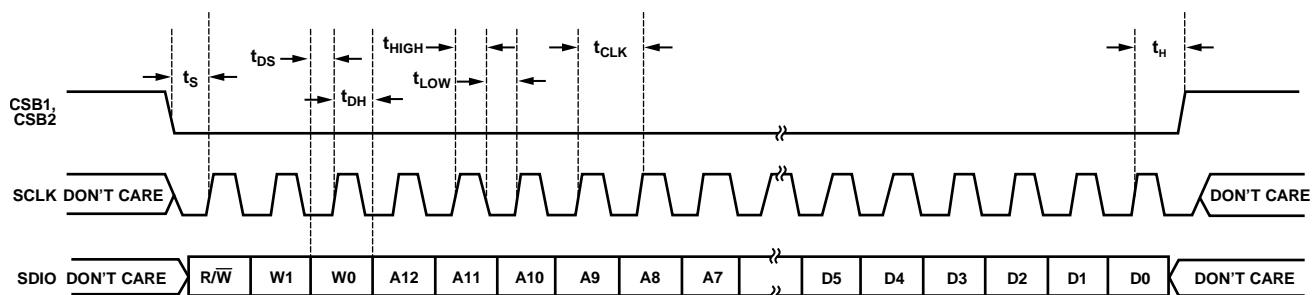 tDS
tHIGH
tCLK
tH
tS
tDH
tLOW
CSB1,
CSB2
SCLK DON'T CARE
DON'T CARE
SDIO DON'T CARE R/W̅ W1 W0 A12 A11 A10 A9 A8 A7 D5 D4 D3 D2 D1 D0 DON'T CARE